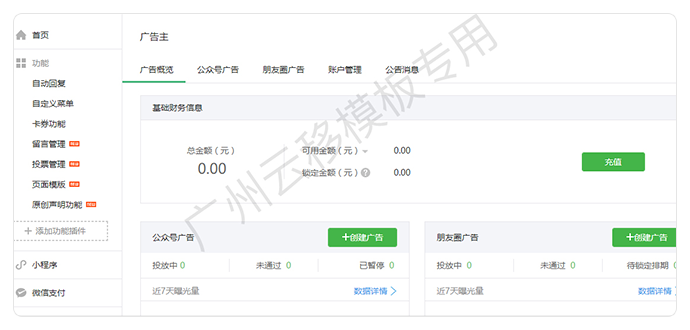 首页
功能
自动回复
自定义菜单
卡券功能
留言管理
投票管理
页面模版
原创声明功能
+ 添加功能插件
小程序
微信支付
广告主
广告概览 公众号广告 朋友圈广告 账户管理 公告消息
基础财务信息
总金额（元） 可用金额（元） 0.00
0.00 锁定金额（元） ? 0.00
充值
公众号广告 +创建广告 朋友圈广告 +创建广告
投放中 0 未通过 0 已暂停 0 投放中 0 未通过 0 待锁定排期 0
近7天曝光量 数据详情 近7天曝光量 数据详情
广州云移模板专用